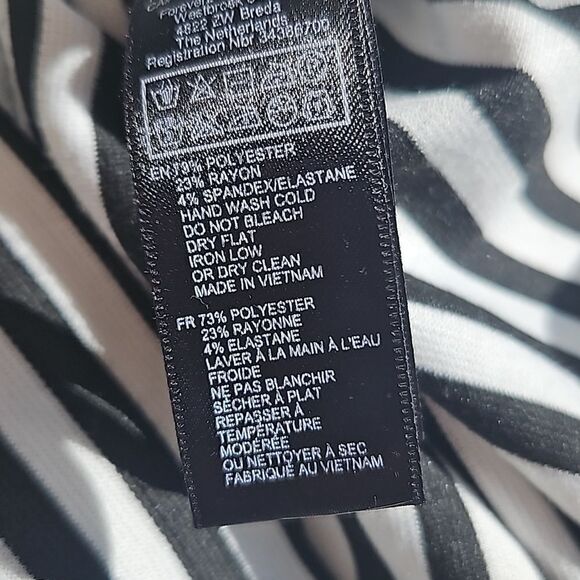 4822 ZW Breda
The Netherlands
Registration Nbr
EN 73% POLYESTER
23% RAYON
4% SPANDEX/ELASTANE
HAND WASH COLD
DO NOT BLEACH
DRY FLAT
IRON LOW
OR DRY CLEAN
MADE IN VIETNAM
FR 73% POLYESTER
23% RAYONNE
4% ELASTANE
LAVER À LA MAIN À L'EAU
FROIDE
NE PAS BLANCHIR
SÉCHER À PLAT
REPASSER À
TEMPÉRATURE
MODÉRÉE
OU NETTOYER À SEC
FABRIQUÉ AU VIETNAM